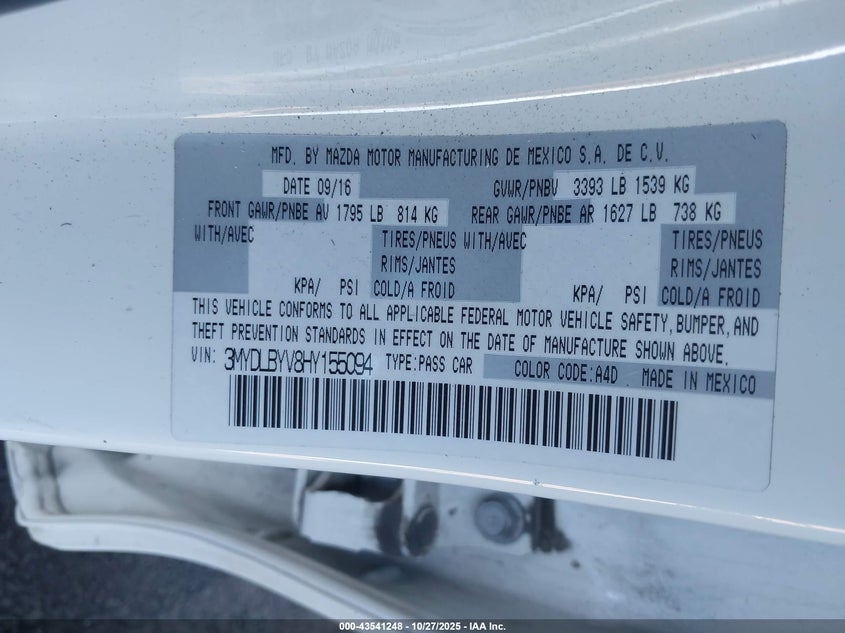 MFD. BY MAZDA MOTOR MANUFACTURING DE MEXICO S.A. DE C.V.
DATE 09/16 GVWR/PNBV 3393 LB 1539 KG
FRONT GAWR/PNBE AV 1795 LB 814 KG REAR GAWR/PNBE AR 1627 LB 738 KG
WITH/AVEC TIRES/PNEUS WITH/AVEC TIRES/PNEUS
RIMS/JANTES RIMS/JANTES
KPA/ PSI COLD/A FROID KPA/ PSI COLD/A FROID
THIS VEHICLE CONFORMS TO ALL APPLICABLE FEDERAL MOTOR VEHICLE SAFETY, BUMPER, AND
THEFT PREVENTION STANDARDS IN EFFECT ON THE DATE OF MANUFACTURE SHOWN ABOVE.
VIN: 3MYDLBYV8HY155094 TYPE:PASS CAR COLOR CODE:A4D MADE IN MEXICO
000-43541248 - 10/27/2025 - IAA Inc.